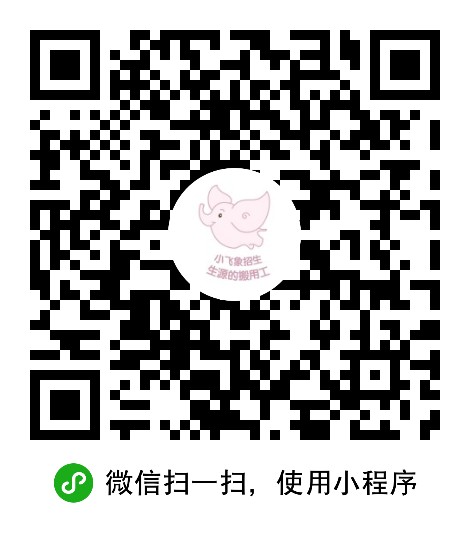 小飞象招生
生源的搬用工
微信扫一扫，使用小程序